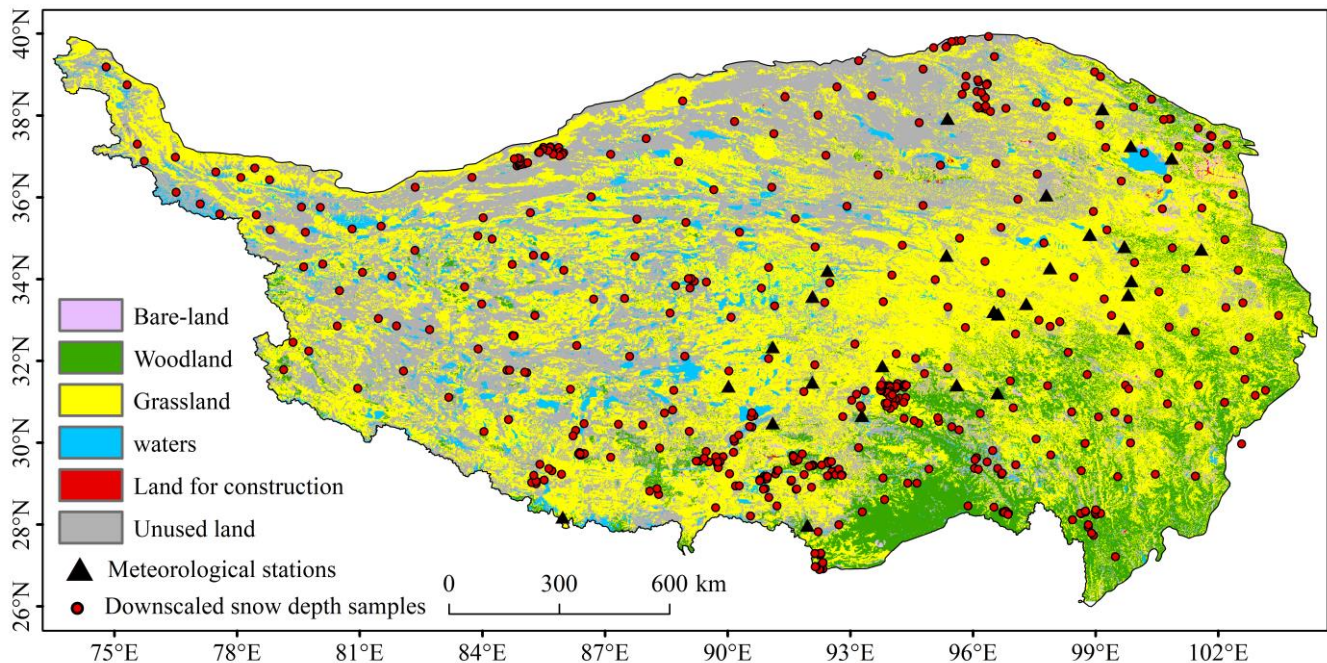 40°N
38°N
36°N
34°N
32°N
30°N
28°N
26°N
Bare-land
Woodland
Grassland
waters
Land for construction
Unused land
Meteorological stations
Downscaled snow depth samples
0 300 600 km
75°E 78°E 81°E 84°E 87°E 90°E 93°E 96°E 99°E 102°E